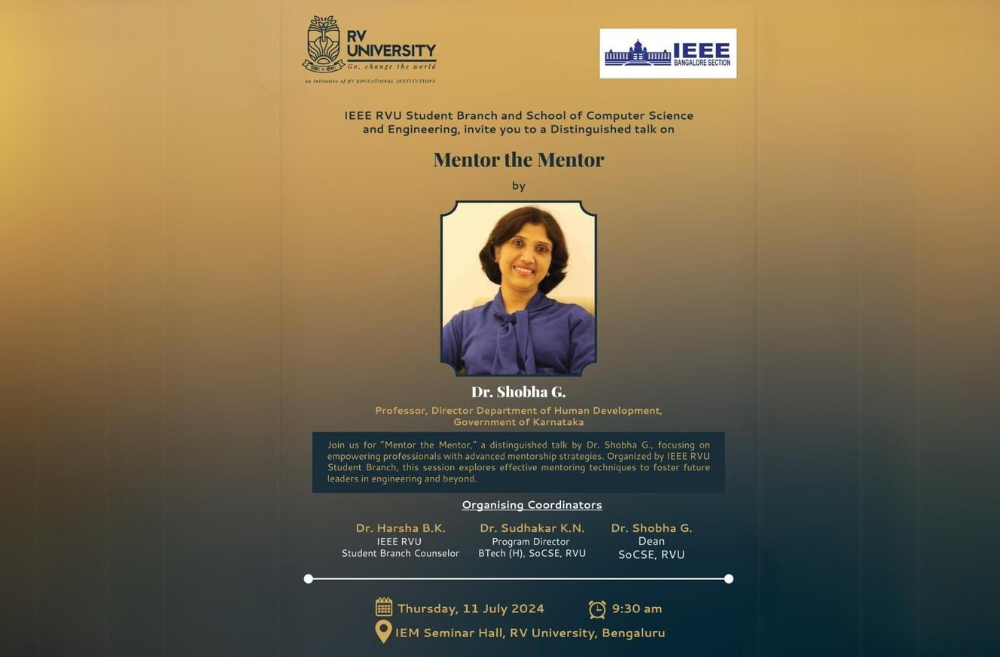 RV
UNIVERSITY
Go, change the world
an initiative of RV EDUCATIONAL INSTITUTIONS
IEEE
BANGALORE SECTION
IEEE RVU Student Branch and School of Computer Science
and Engineering, invite you to a Distinguished talk on
Mentor the Mentor
by
Dr. Shobha G.
Professor, Director Department of Human Development,
Government of Karnataka
Join us for "Mentor the Mentor," a distinguished talk by Dr. Shobha G., focusing on
empowering professionals with advanced mentorship strategies. Organized by IEEE RVU
Student Branch, this session explores effective mentoring techniques to foster future
leaders in engineering and beyond.
Organising Coordinators
Dr. Harsha B.K.
IEEE RVU
Student Branch Counselor
Dr. Sudhakar K.N.
Program Director
BTech (H), SoCSE, RVU
Dr. Shobha G.
Dean
SoCSE, RVU
Thursday, 11 July 2024
9:30 am
IEM Seminar Hall, RV University, Bengaluru